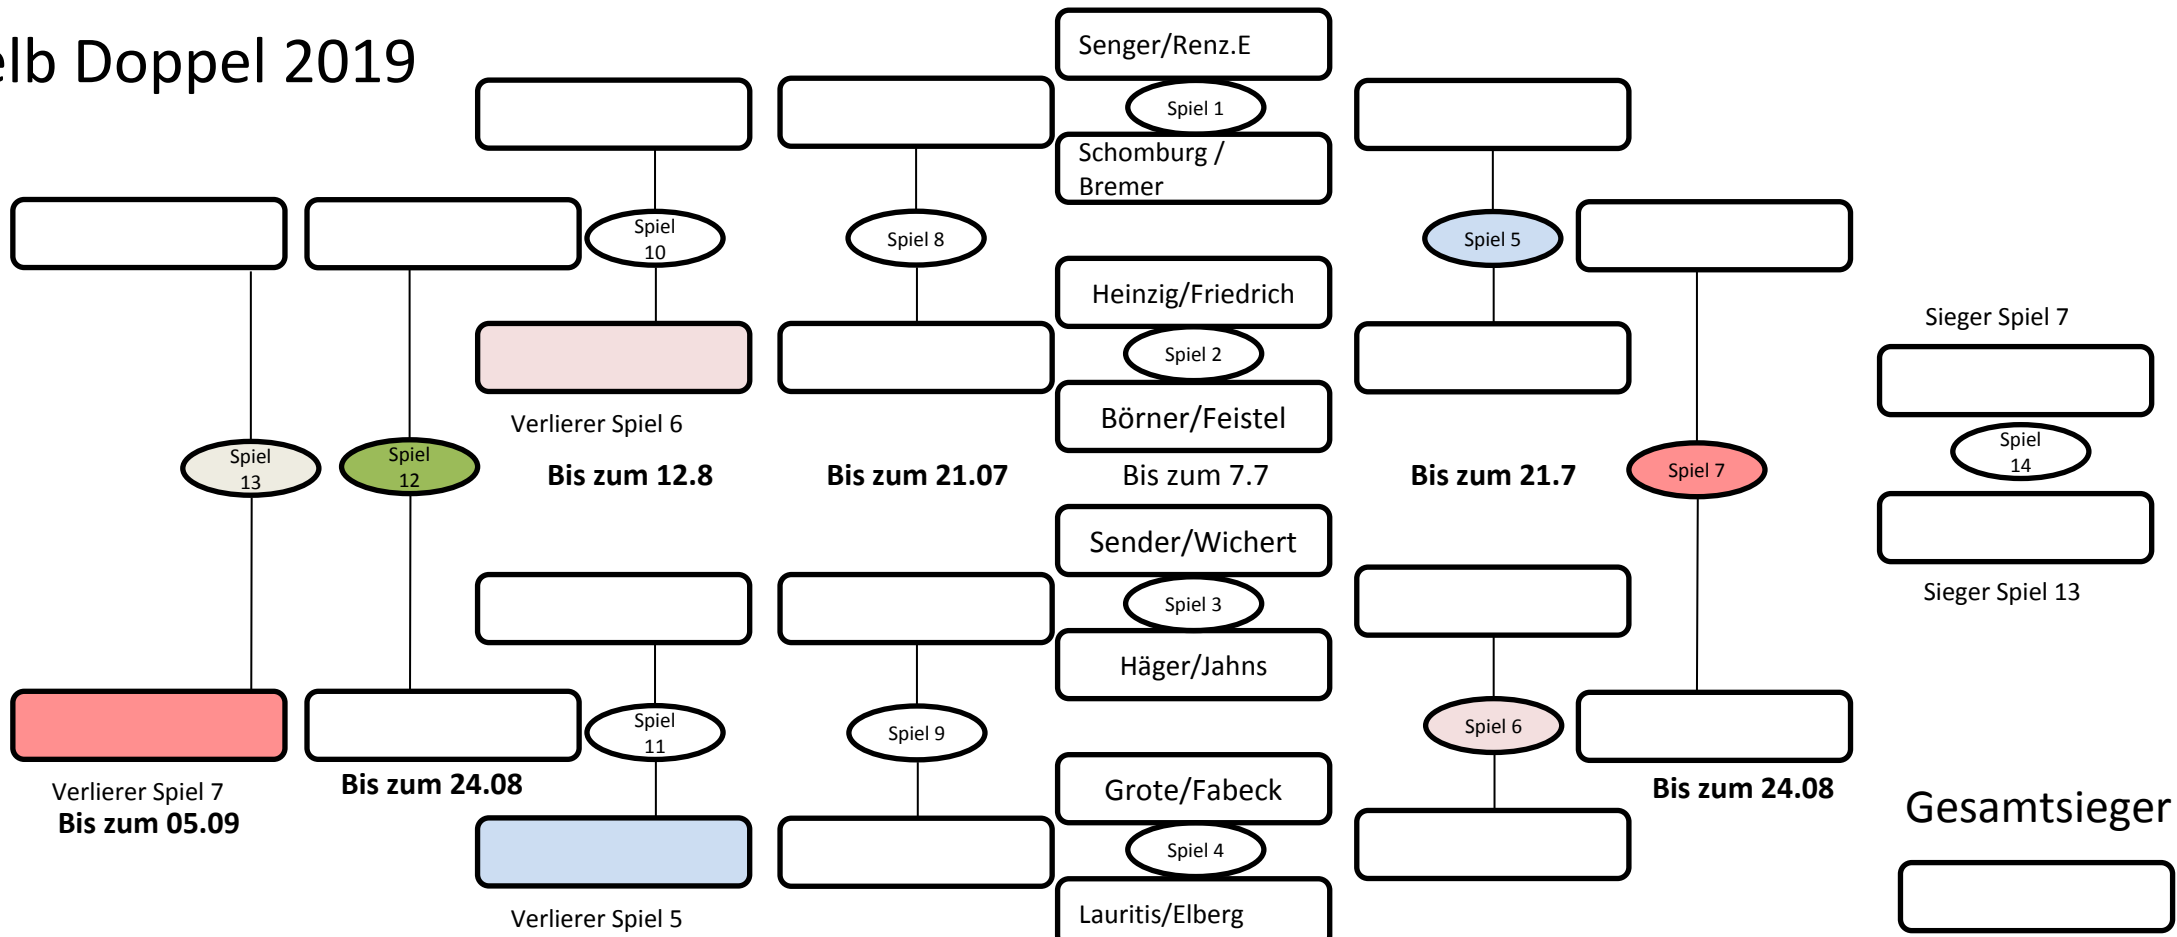 elb Doppel 2019
Senger/Renz.E
Spiel 1
Schomburg /
Bremer
Spiel
10
Spiel 8
Spiel 5
Heinzig/Friedrich
Spiel 2
Börner/Feistel
Sieger Spiel 7
Verlierer Spiel 6
Spiel
13
Spiel
12
Bis zum 12.8
Bis zum 21.07
Bis zum 7.7
Bis zum 21.7
Spiel 7
Spiel
14
Sender/Wichert
Spiel 3
Häger/Jahns
Sieger Spiel 13
Spiel
11
Spiel 9
Spiel 6
Verlierer Spiel 7
Bis zum 05.09
Bis zum 24.08
Grote/Fabeck
Bis zum 24.08
Gesamtsieger
Spiel 4
Lauritis/Elberg
Verlierer Spiel 5